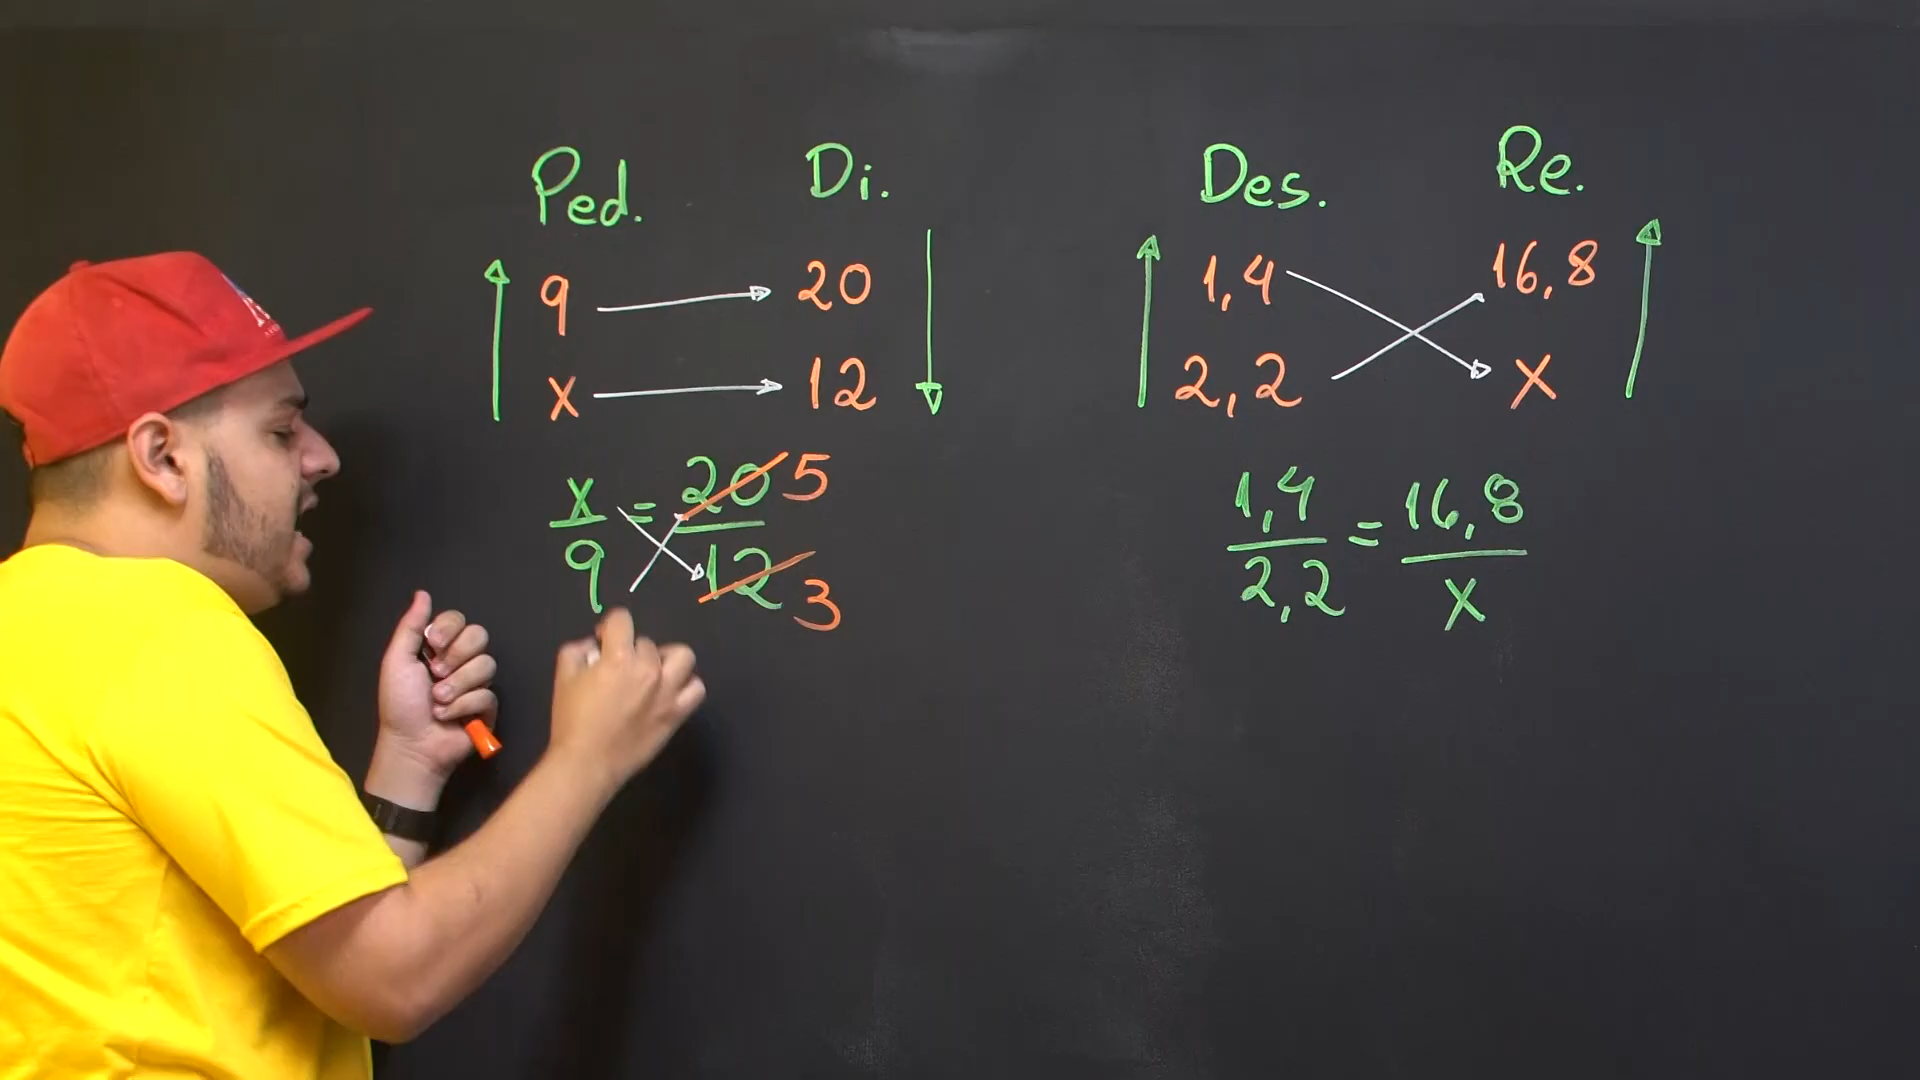 Ped. Di.
9 20
x 12
x/9 = 20/12 5
3
Des. Re.
1,4 16,8
2,2 x
1,4/2,2 = 16,8/x